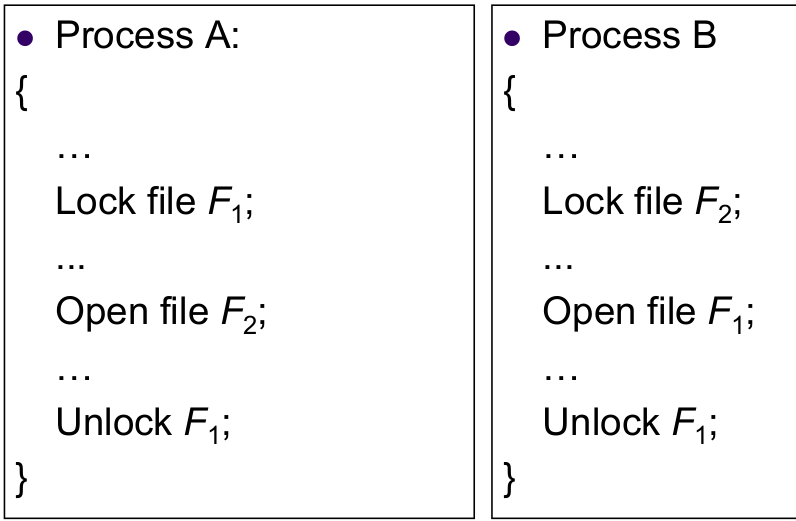 • Process A:
{
…
Lock file F₁;
...
Open file F₂;
…
Unlock F₁;
}
• Process B
{
…
Lock file F₂;
...
Open file F₁;
…
Unlock F₁;
}